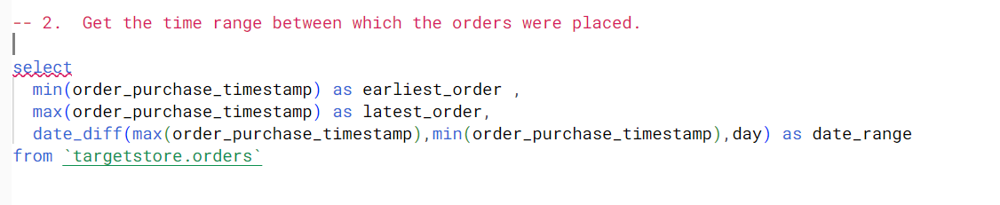 -- 2.  Get the time range between which the orders were placed.
select
min(order_purchase_timestamp) as earliest_order ,
max(order_purchase_timestamp) as latest_order,
date_diff(max(order_purchase_timestamp),min(order_purchase_timestamp),day) as date_range
from `targetstore.orders`